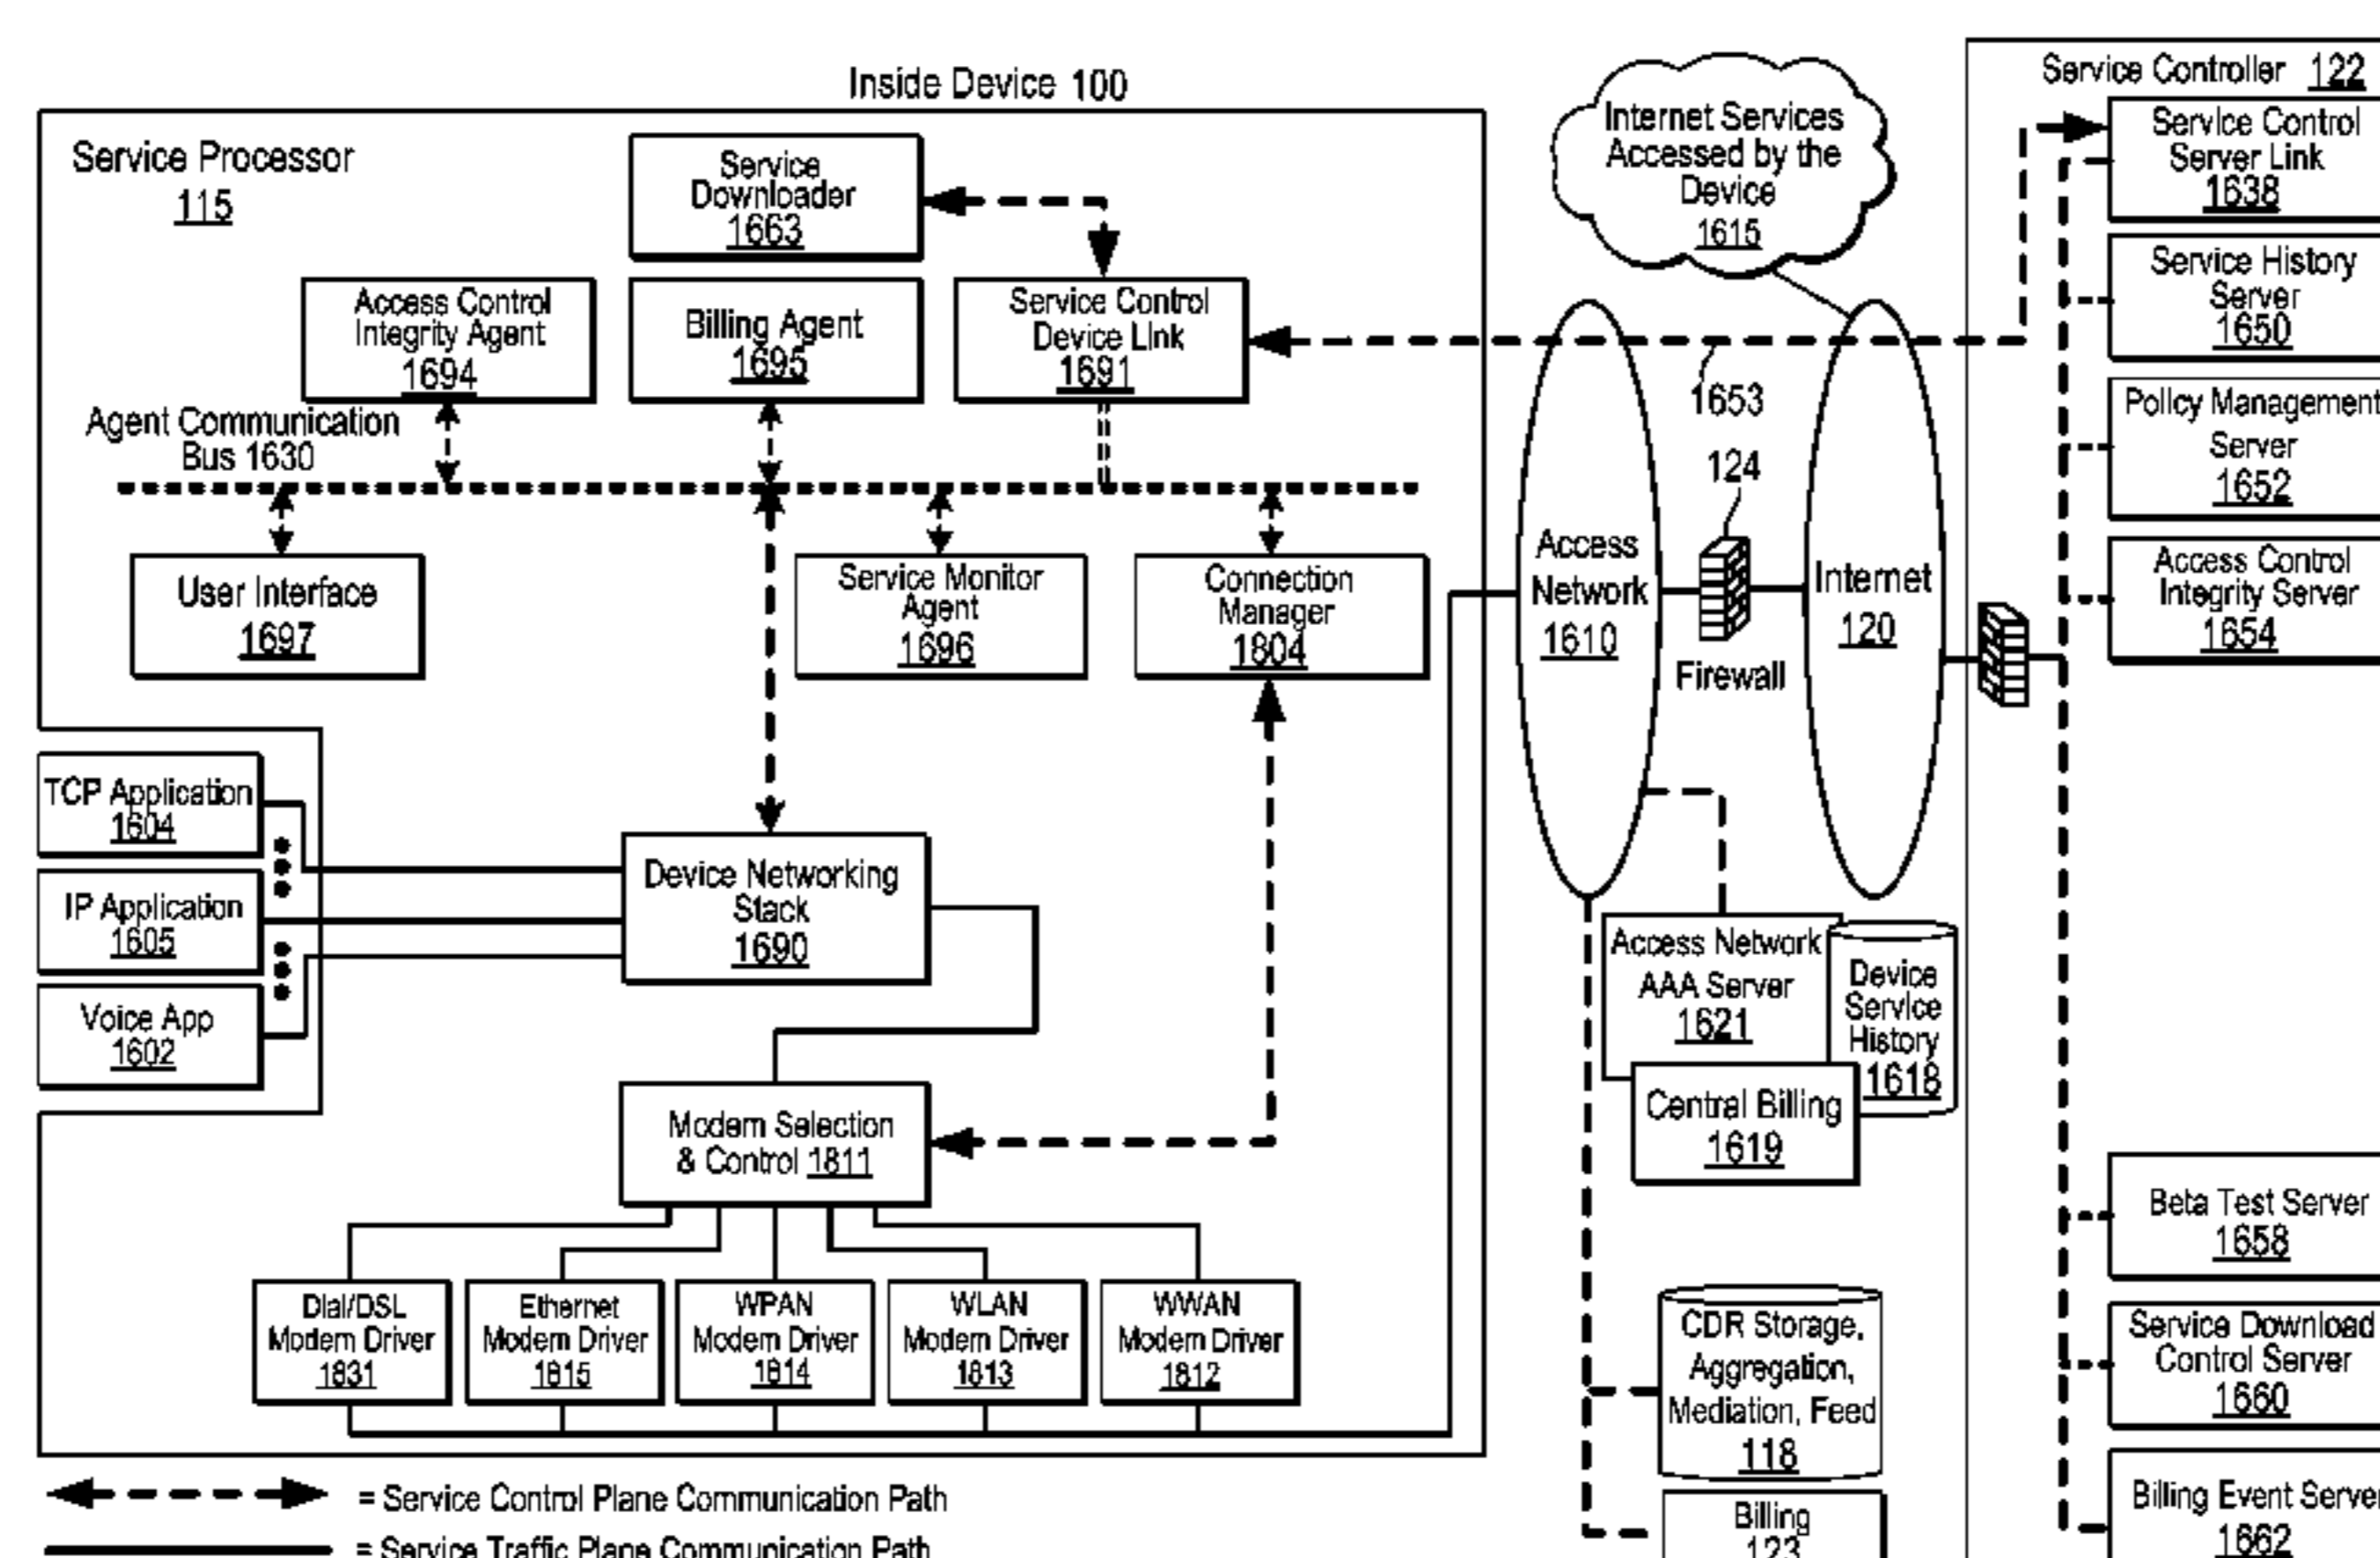 Inside Device 100
Service Processor
115
Service
Downloader
1663
Access Control
Integrity Agent
1694
Billing Agent
1695
Service Control
Device Link
1691
Agent Communication
Bus 1630
User Interface
1697
Service Monitor
Agent
1696
Connection
Manager
1804
TCP Application
1604
IP Application
1605
Voice App
1602
Device Networking
Stack
1690
Modem Selection
& Control 1811
Dial/DSL
Modem Driver
1831
Ethernet
Modem Driver
1815
WPAN
Modem Driver
1814
WLAN
Modem Driver
1813
WWAN
Modem Driver
1812
= Service Control Plane Communication Path
= Service Traffic Plane Communication Path
Internet Services
Accessed by the
Device
1615
1653
124
Access
Network
1610
Firewall
Internet
120
Access Network
AAA Server
1621
Device
Service
History
1618
Central Billing
1619
CDR Storage,
Aggregation,
Mediation, Feed
118
Billing
123
Service Controller 122
Service Control
Server Link
1638
Service History
Server
1650
Policy Management
Server
1652
Access Control
Integrity Server
1654
Beta Test Server
1658
Service Download
Control Server
1660
Billing Event Server
1662